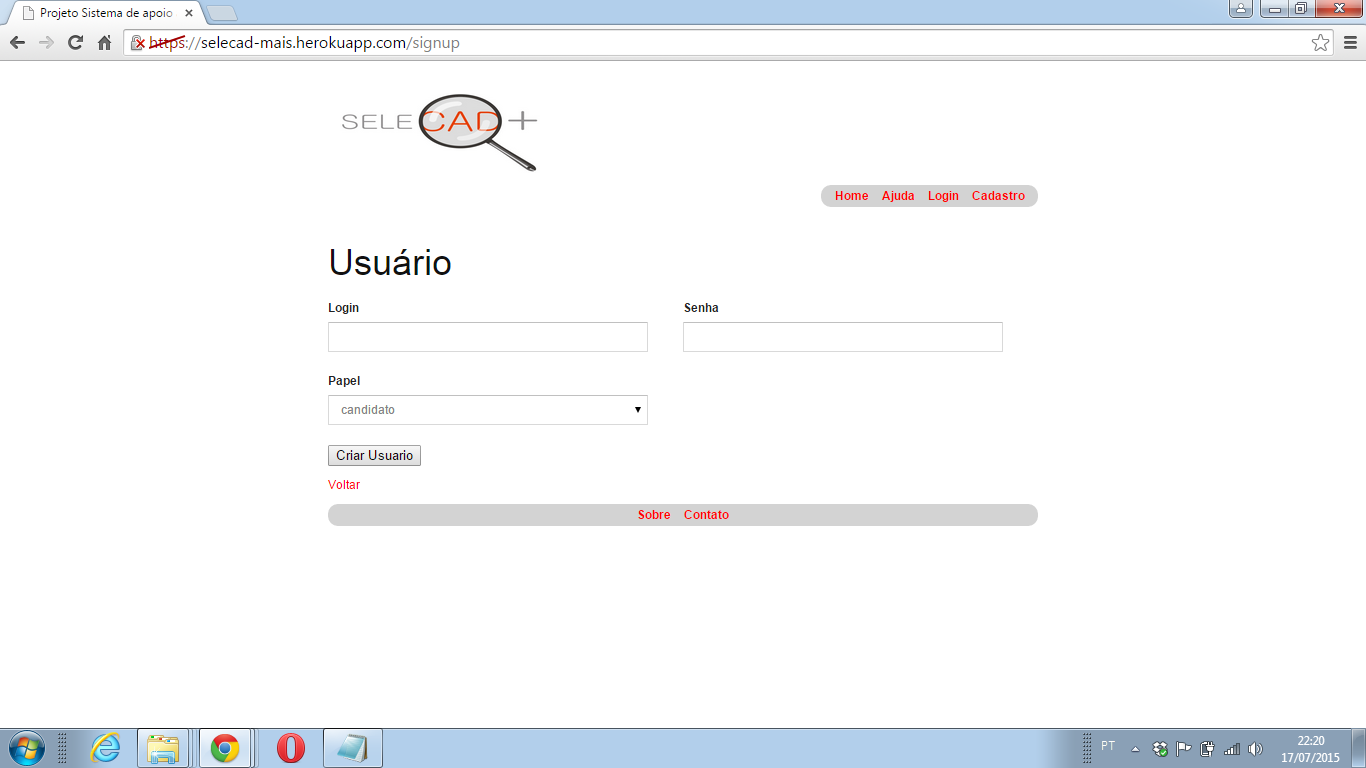 Projeto Sistema de apoio
https://selecad-mais.herokuapp.com/signup
SELECAD+
Home Ajuda Login Cadastro
Usuário
Login Senha
Papel
candidato
Criar Usuario
Voltar
Sobre Contato
PT
22:20
17/07/2015